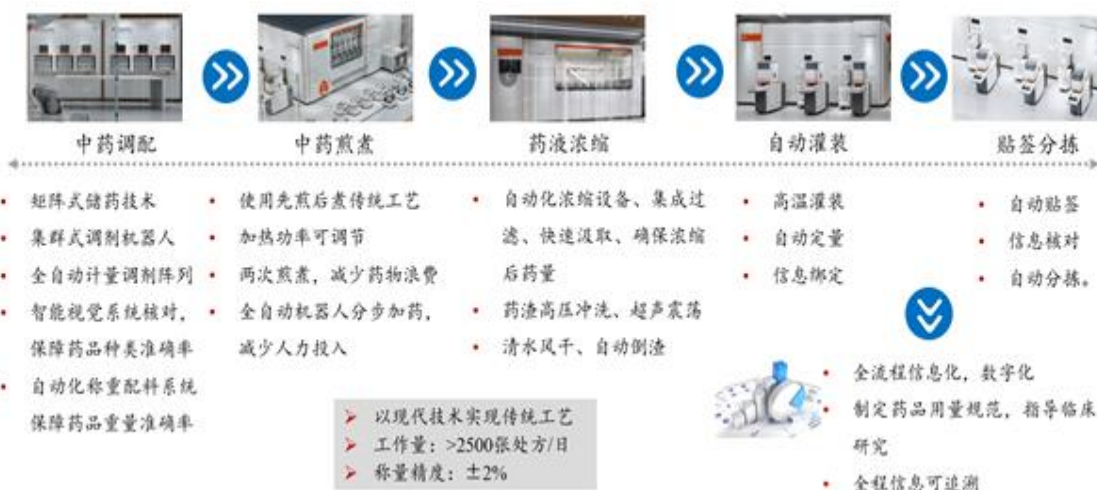 中药调配
中药煎煮
药液浓缩
自动灌装
贴签分拣
• 矩阵式储药技术
• 集群式调剂机器人
• 全自动计量调剂阵列
• 智能视觉系统核对，
保障药品种类准确率
• 自动化称重配料系统
保障药品重量准确率
• 使用先煎后煮传统工艺
• 加热功率可调节
• 两次煎煮，减少药物浪费
• 全自动机器人分步加药，
减少人力投入
• 自动化浓缩设备、集成过
滤、快速汲取、确保浓缩
后药量
• 药渣高压冲洗、超声震荡
• 清水风干、自动倒渣
• 高温灌装
• 自动定量
• 信息绑定
• 自动贴签
• 信息核对
• 自动分拣。
• 全流程信息化，数字化
• 制定药品用量规范，指导临床
研究
• 全程信息可追溯
➢ 以现代技术实现传统工艺
➢ 工作量：>2500张处方/日
➢ 称量精度：±2%